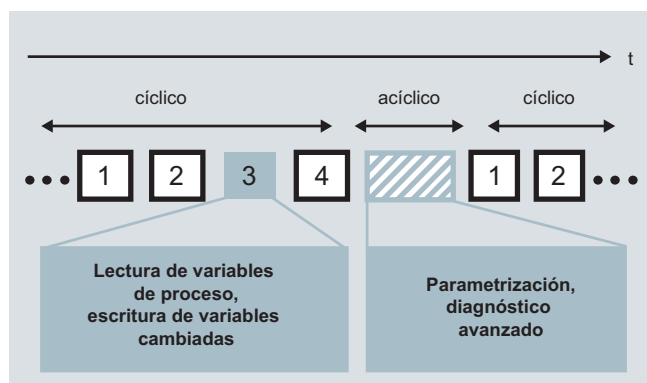 t
cíclico acíclico cíclico
••• 1 2 3 4 1 2 •••
Lectura de variables
de proceso,
escritura de variables
cambiadas
Parametrización,
diagnóstico
avanzado